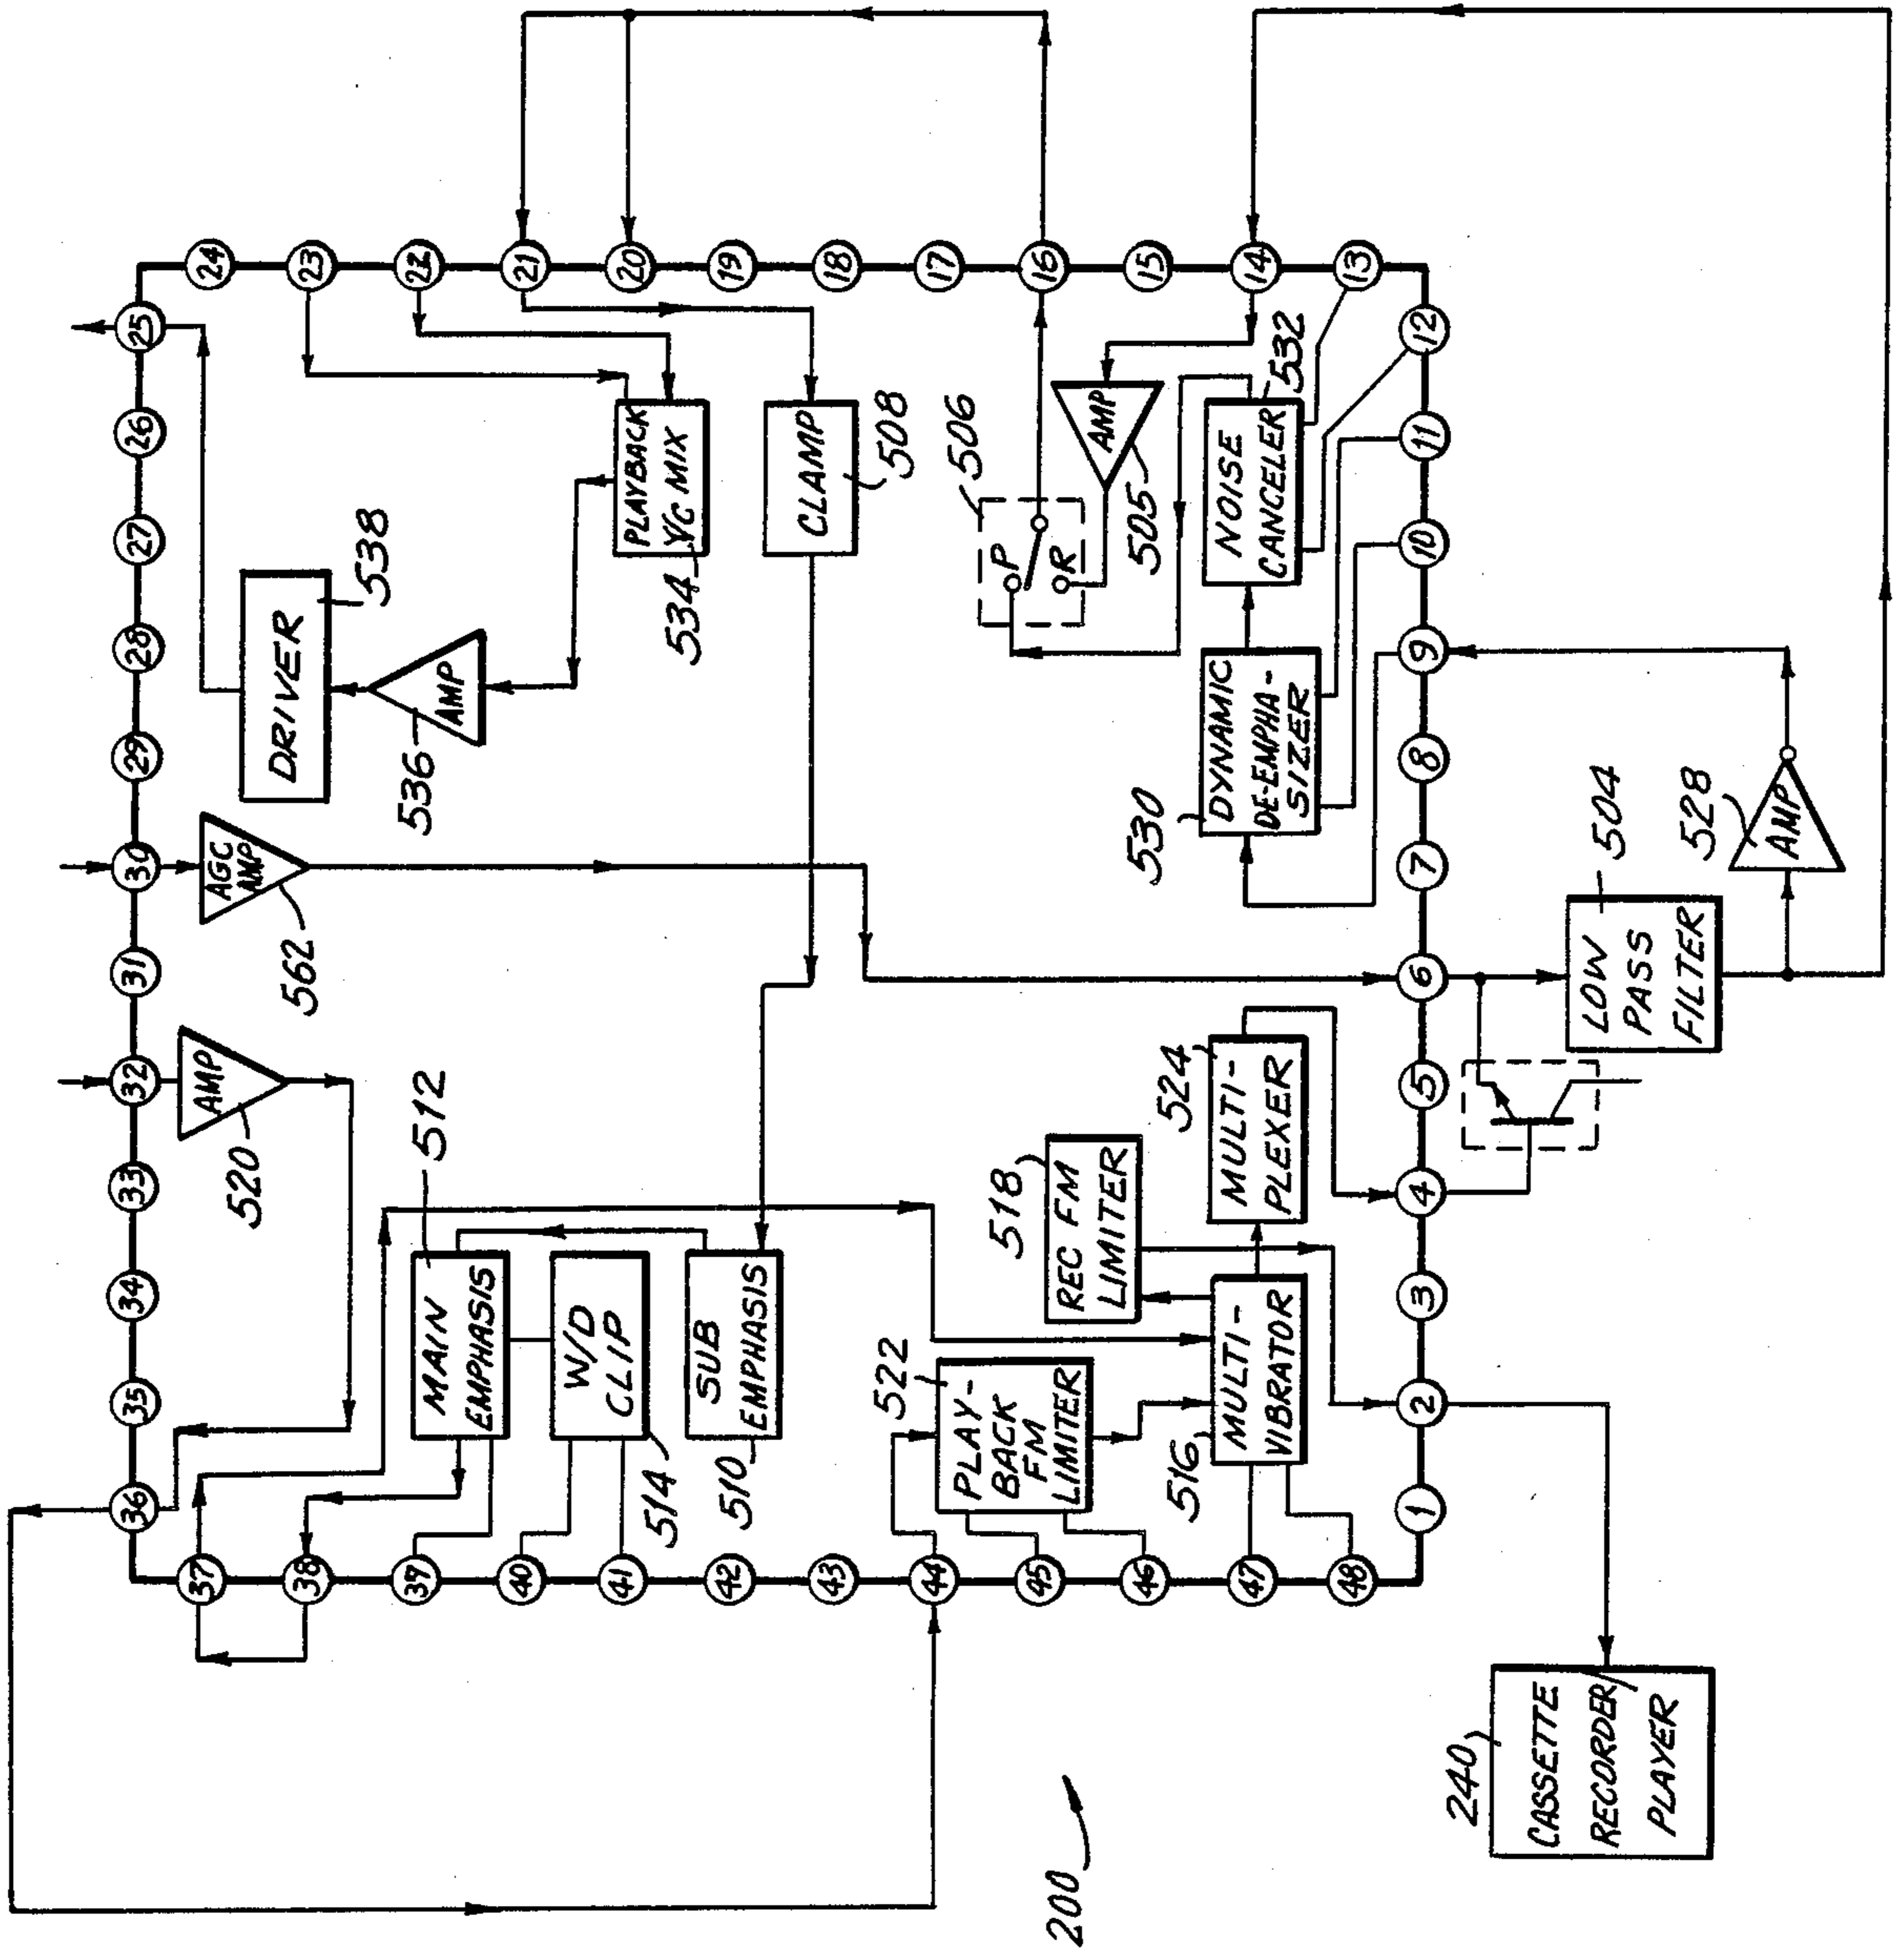 36
35
34
33
32
31
30
29
28
27
26
25
37
38
39
40
41
42
43
44
45
46
47
48
24
23
22
21
20
19
18
17
16
15
14
13
1
2
3
4
5
6
7
8
9
10
11
12
AMP
520
AGC
AMP
562
DRIVER
538
AMP
536
MAIN
EMPHASIS
512
W/D
CLIP
514
SUB
EMPHASIS
510
PLAYBACK
Y/C MIX
534
CLAMP
508
PLAY-
BACK
FM
LIMITER
522
REC FM
LIMITER
518
MULTI-
VIBRATOR
516
MULTI-
PLEXER
524
P
R
506
AMP
505
DYNAMIC
DE-EMPHA-
SIZER
530
NOISE
CANCELER
532
200
240
CASSETTE
RECORDER/
PLAYER
LOW
PASS
FILTER
504
AMP
528